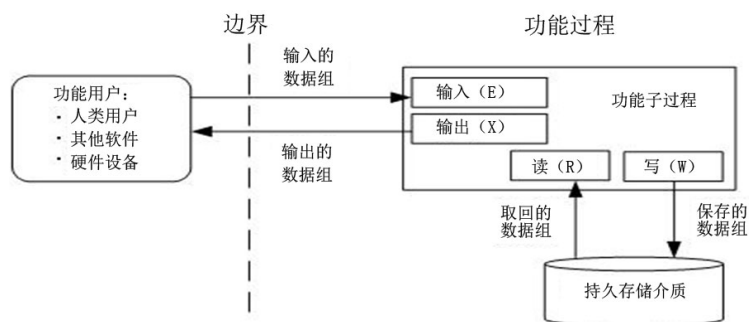 边界
功能过程
输入的
数据组
功能用户：
· 人类用户
· 其他软件
· 硬件设备
输入（E）
功能子过程
输出（X）
输出的
数据组
读（R）
写（W）
取回的
数据组
保存的
数据组
持久存储介质